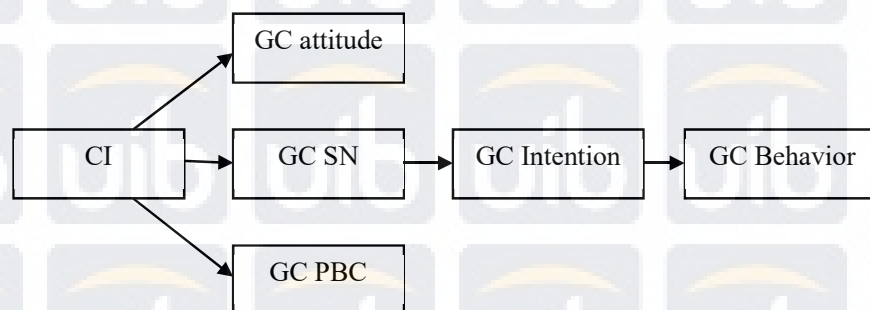 GC attitude
CI
GC SN
GC Intention
GC Behavior
GC PBC